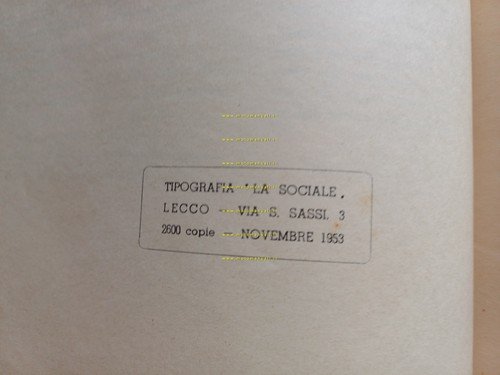 TIPOGRAFIA "LA SOCIALE,
LECCO - VIA S. SASSI. 3
2600 copie - NOVEMBRE 1953